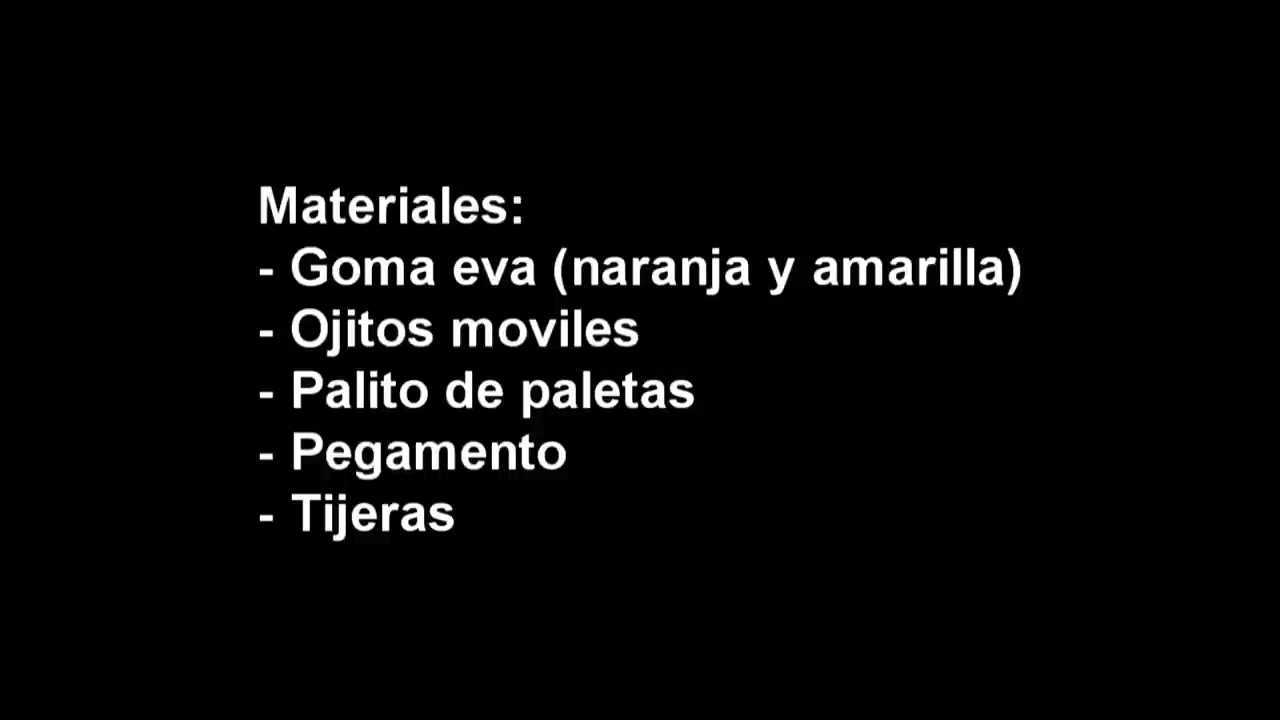 Materiales:
- Goma eva (naranja y amarilla)
- Ojitos moviles
- Palito de paletas
- Pegamento
- Tijeras